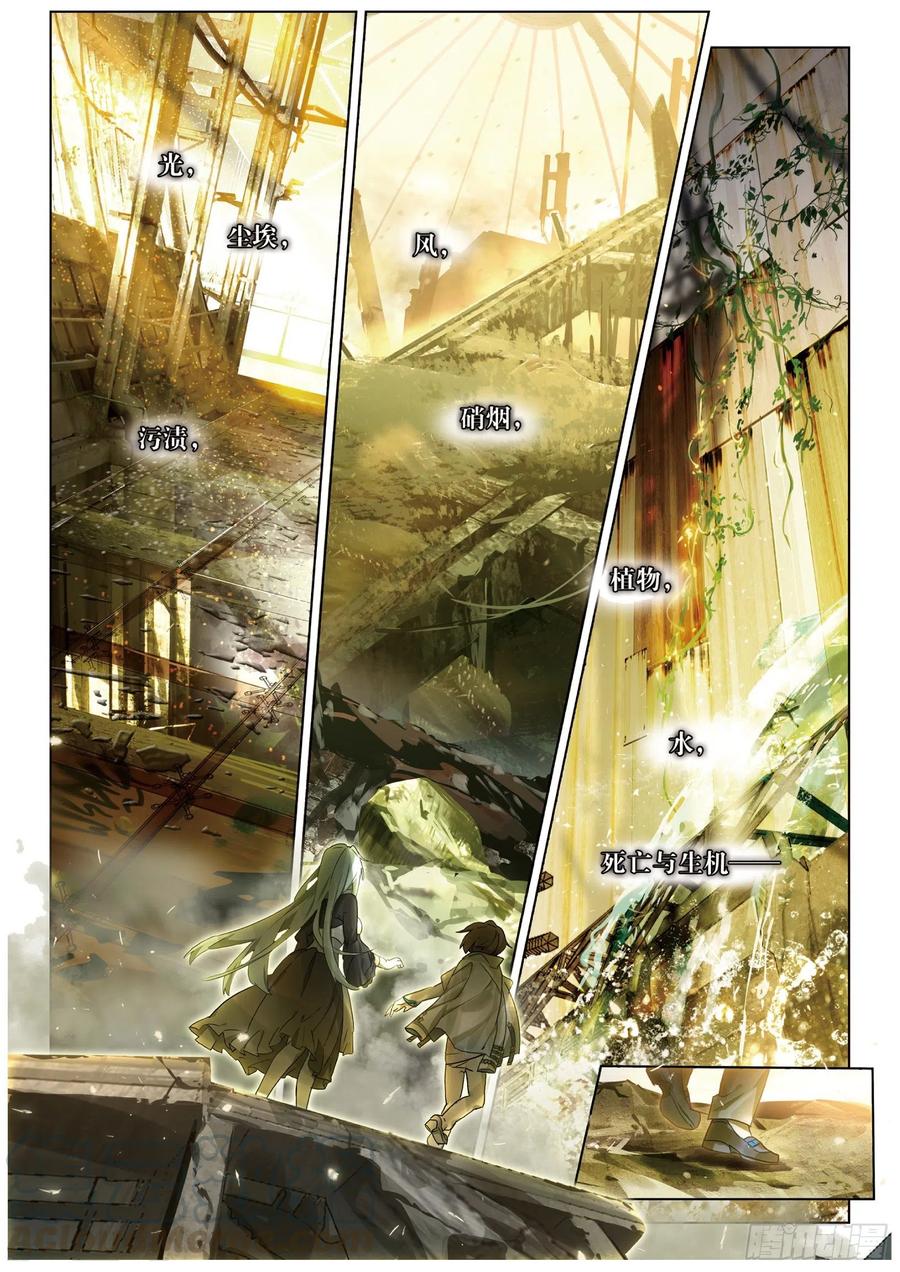 光，
尘埃，
污渍，
风，
硝烟，
植物，
水，
死亡与生机——
腾讯动漫